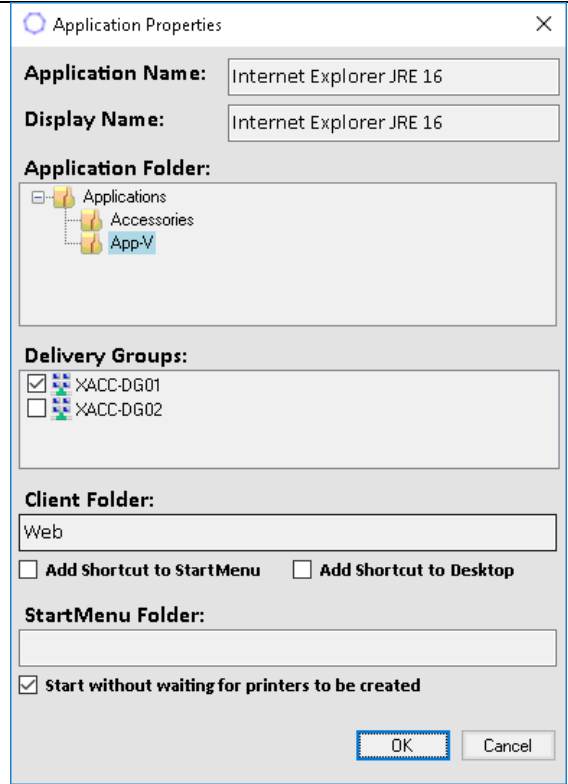 Application Properties
Application Name: Internet Explorer JRE 16
Display Name: Internet Explorer JRE 16
Application Folder:
Applications
Accessories
App-V
Delivery Groups:
XACC-DG01
XACC-DG02
Client Folder:
Web
Add Shortcut to StartMenu Add Shortcut to Desktop
StartMenu Folder:
Start without waiting for printers to be created
OK Cancel